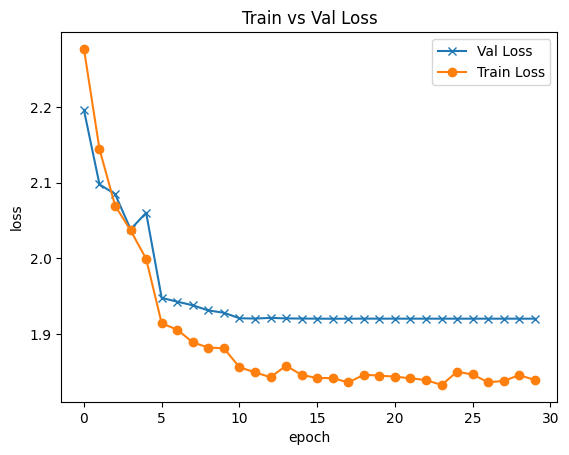 Train vs Val Loss
Val Loss
Train Loss
2.2
2.1
2.0
1.9
loss
0 5 10 15 20 25 30
epoch